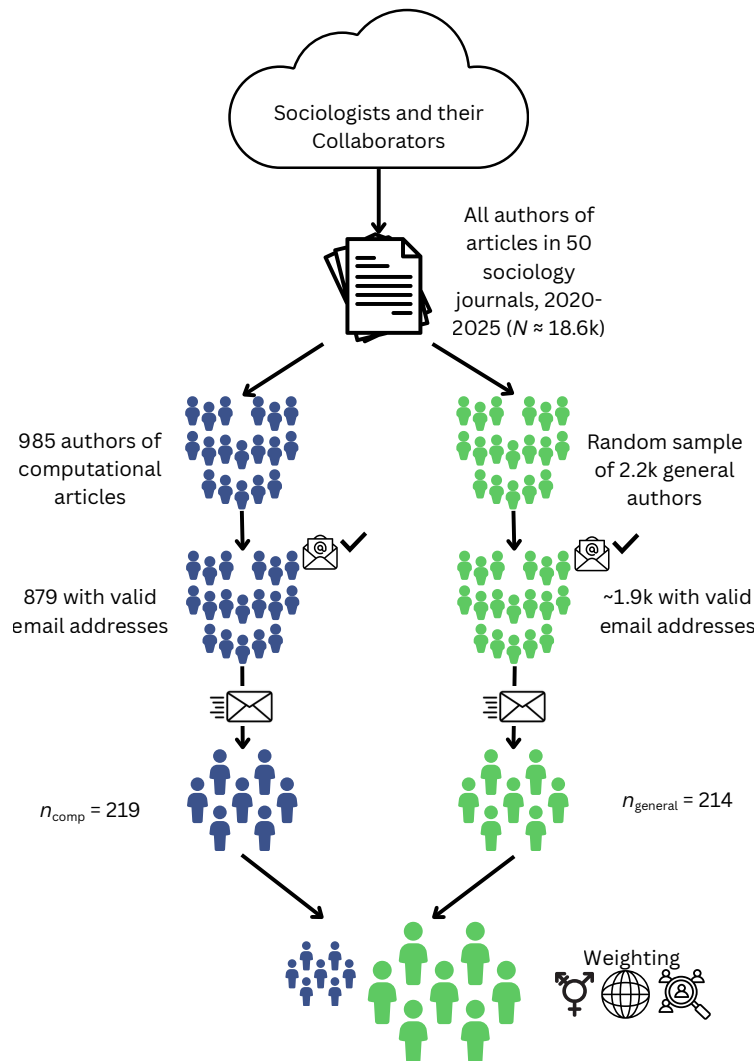 Sociologists and their
Collaborators
All authors of
articles in 50
sociology
journals, 2020-
2025 (N ≈ 18.6k)
985 authors of
computational
articles
Random sample
of 2.2k general
authors
@
@
879 with valid
email addresses
~1.9k with valid
email addresses
n_comp = 219
n_general = 214
Weighting